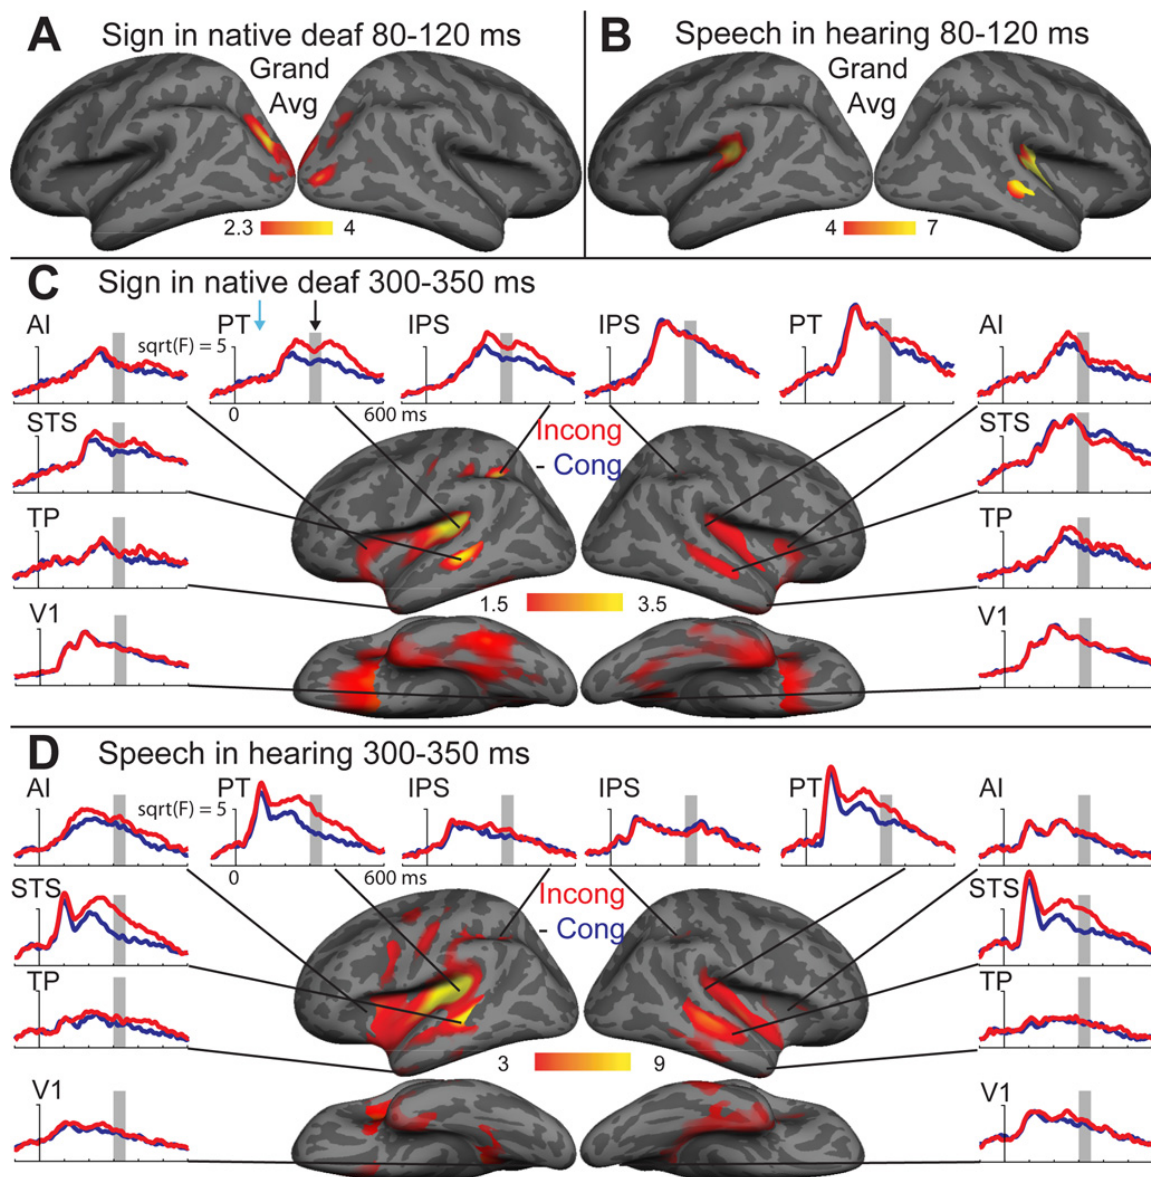 A Sign in native deaf 80-120 ms
Grand
Avg
2.3 4
B Speech in hearing 80-120 ms
Grand
Avg
4 7
C Sign in native deaf 300-350 ms
AI
PT
IPS
IPS
PT
AI
sqrt(F) = 5
0 600 ms
STS
STS
Incong
- Cong
TP
TP
1.5 3.5
V1
V1
D Speech in hearing 300-350 ms
AI
PT
IPS
IPS
PT
AI
sqrt(F) = 5
0 600 ms
STS
STS
Incong
- Cong
TP
TP
3 9
V1
V1